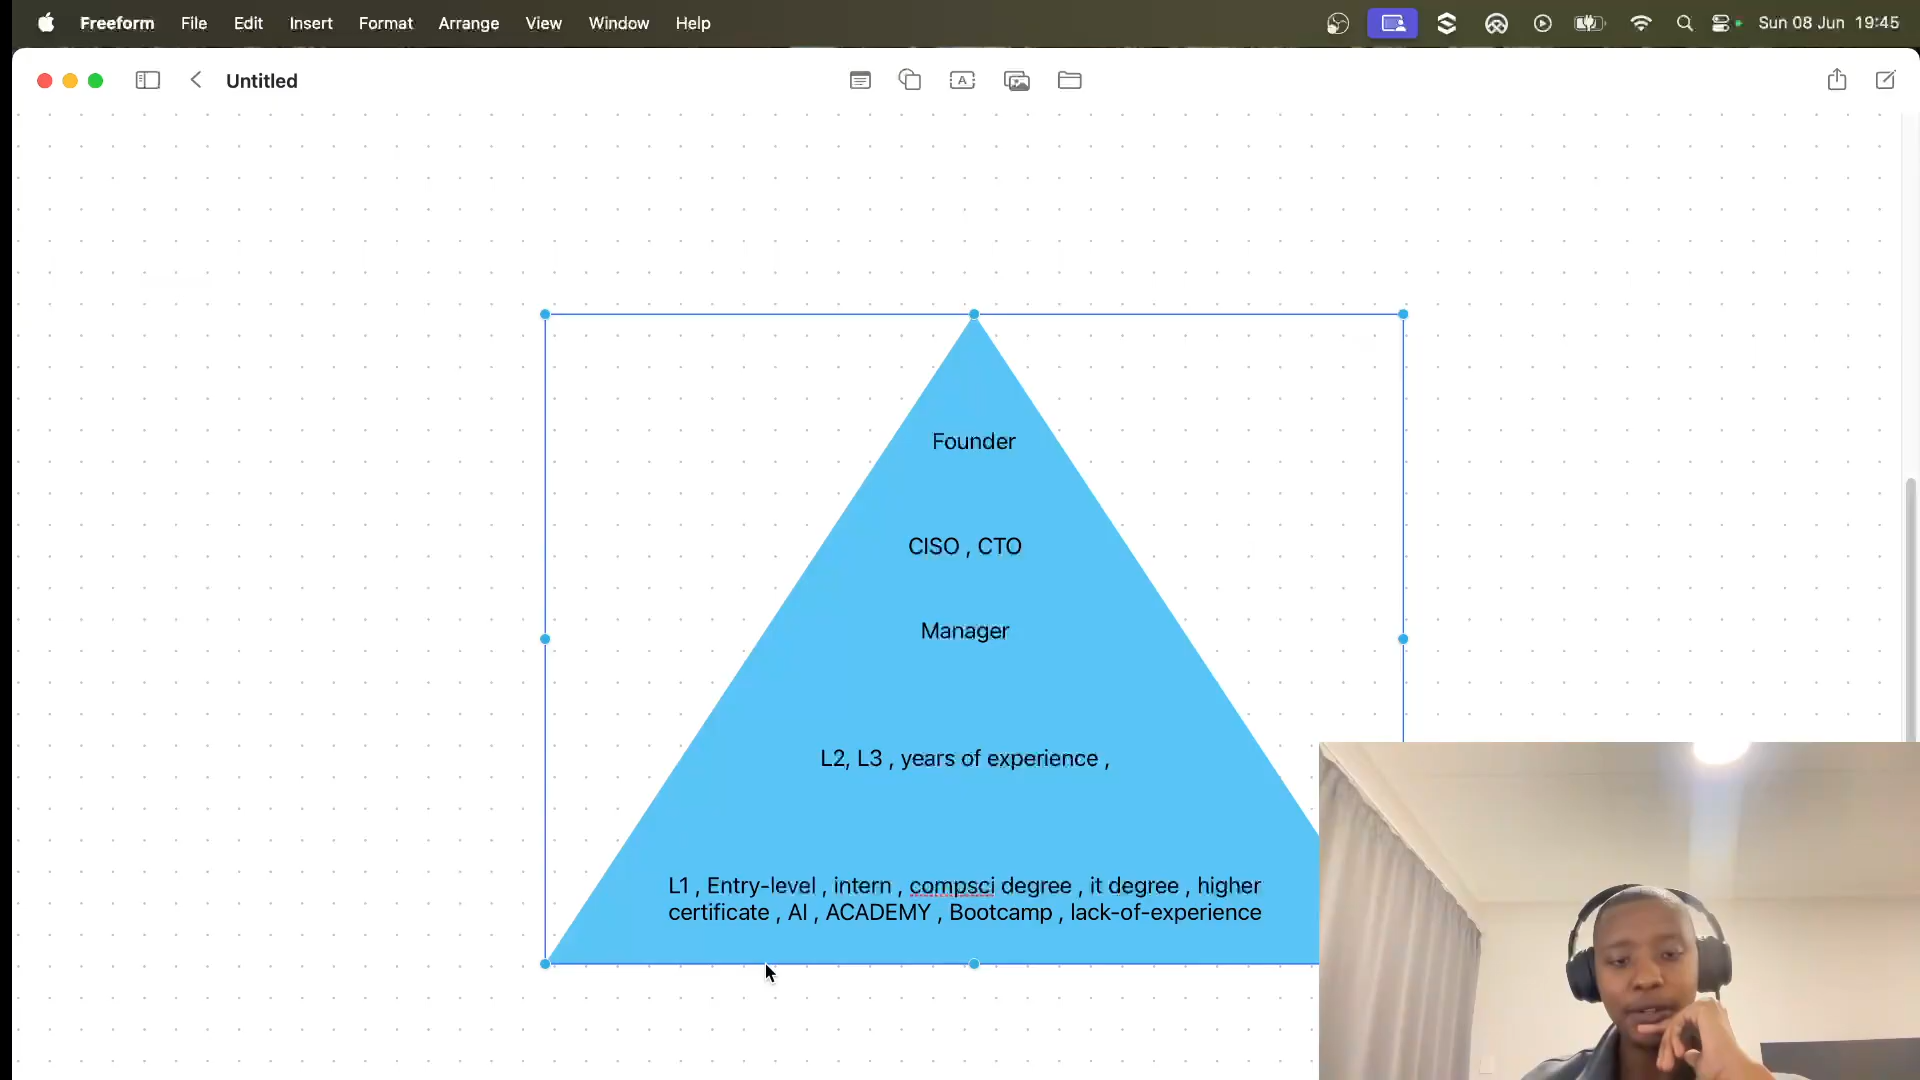 Freeform File Edit Insert Format Arrange View Window Help Sun 08 Jun 19:45
Untitled
A
Founder
CISO , CTO
Manager
L2, L3 , years of experience ,
L1 , Entry-level , intern , compsci degree , it degree , higher
certificate , AI , ACADEMY , Bootcamp , lack-of-experience